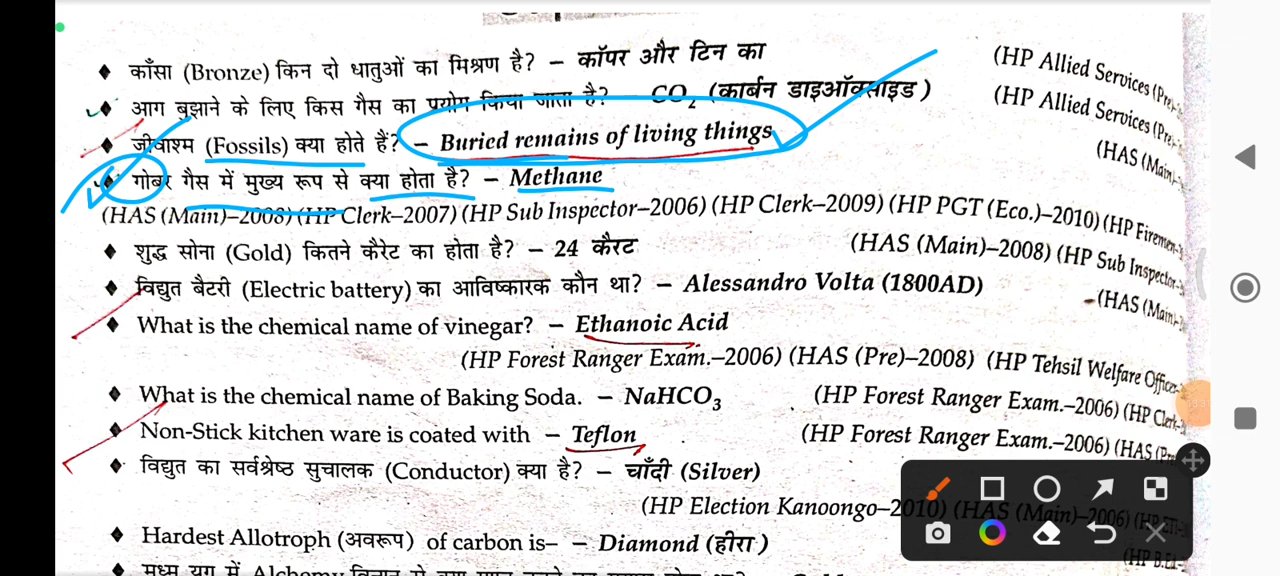 ♦ काँसा (Bronze) किन दो धातुओं का मिश्रण है? – कॉपर और टिन का (HP Allied Services (Pre)
♦ आग बुझाने के लिए किस गैस का प्रयोग किया जाता है? – CO₂ (कार्बन डाइऑक्साइड) (HP Allied Services (Pre)
♦ जीवाश्म (Fossils) क्या होते हैं? – Buried remains of living things (HAS (Main)
♦ गोबर गैस में मुख्य रूप से क्या होता है? – Methane
(HAS (Main)–2008) (HP Clerk–2007) (HP Sub Inspector–2006) (HP Clerk–2009) (HP PGT (Eco.)–2010) (HP Firemen
♦ शुद्ध सोना (Gold) कितने कैरेट का होता है? – 24 कैरट (HAS (Main)–2008) (HP Sub Inspector
♦ विद्युत बैटरी (Electric battery) का आविष्कारक कौन था? – Alessandro Volta (1800AD) (HAS (Main)
♦ What is the chemical name of vinegar? – Ethanoic Acid
(HP Forest Ranger Exam.–2006) (HAS (Pre)–2008) (HP Tehsil Welfare Officer
♦ What is the chemical name of Baking Soda. – NaHCO₃ (HP Forest Ranger Exam.–2006) (HP Clerk
♦ Non-Stick kitchen ware is coated with – Teflon (HP Forest Ranger Exam.–2006) (HAS
♦ विद्युत का सर्वश्रेष्ठ सुचालक (Conductor) क्या है? – चाँदी (Silver)
(HP Election Kanoongo–2010) (HAS (Main)–2006)
♦ Hardest Allotroph (अवरूप) of carbon is– – Diamond (हीरा)
♦ मध्य युग में Alchemy